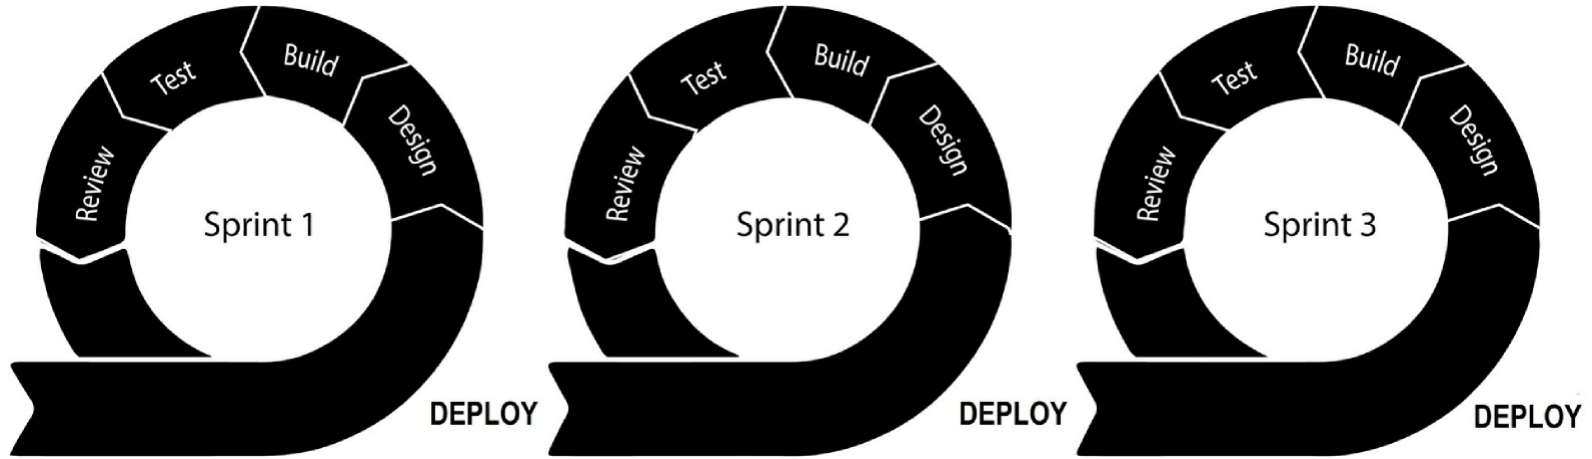 Design
Build
Test
Review
Sprint 1
DEPLOY
Design
Build
Test
Review
Sprint 2
DEPLOY
Design
Build
Test
Review
Sprint 3
DEPLOY